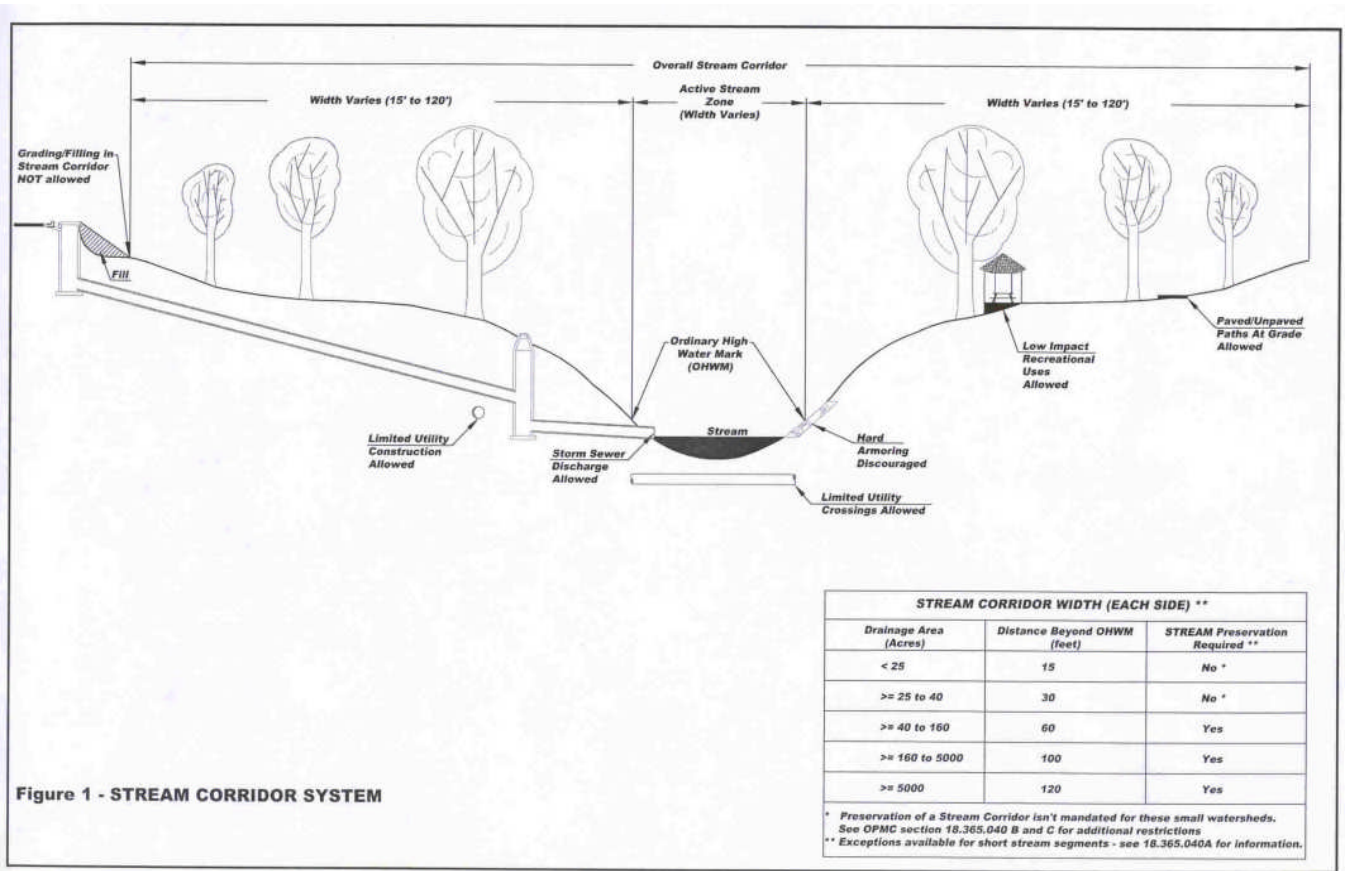 Overall Stream Corridor
Width Varies (15' to 120')
Active Stream
Zone
(Width Varies)
Width Varies (15' to 120')
Grading/Filling in
Stream Corridor
NOT allowed
Fill
Ordinary High
Water Mark
(OHWM)
Low Impact
Recreational
Uses
Allowed
Paved/Unpaved
Paths At Grade
Allowed
Limited Utility
Construction
Allowed
Storm Sewer
Discharge
Allowed
Stream
Hard
Armoring
Discouraged
Limited Utility
Crossings Allowed
STREAM CORRIDOR WIDTH (EACH SIDE) **
Drainage Area
(Acres)
Distance Beyond OHWM
(feet)
STREAM Preservation
Required **
< 25 15 No *
>= 25 to 40 30 No *
>= 40 to 160 60 Yes
>= 160 to 5000 100 Yes
>= 5000 120 Yes
* Preservation of a Stream Corridor isn't mandated for these small watersheds.
See OPMC section 18.365.040 B and C for additional restrictions
** Exceptions available for short stream segments - see 18.365.040A for information.
Figure 1 - STREAM CORRIDOR SYSTEM